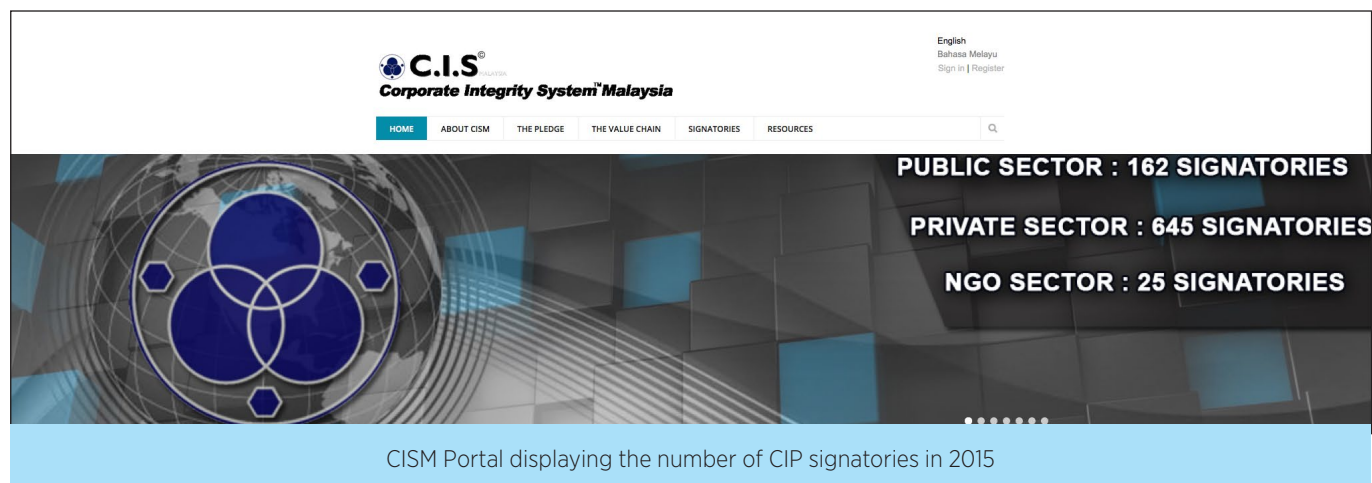 English
Bahasa Melayu
Sign in | Register
C.I.S© MALAYSIA
Corporate Integrity System™ Malaysia
HOME ABOUT CISM THE PLEDGE THE VALUE CHAIN SIGNATORIES RESOURCES
PUBLIC SECTOR : 162 SIGNATORIES
PRIVATE SECTOR : 645 SIGNATORIES
NGO SECTOR : 25 SIGNATORIES
CISM Portal displaying the number of CIP signatories in 2015